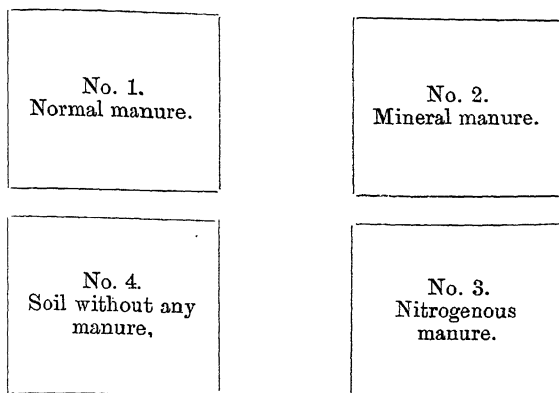 No. 1.
Normal manure.
No. 2.
Mineral manure.
No. 4.
Soil without any
manure,
No. 3.
Nitrogenous
manure.